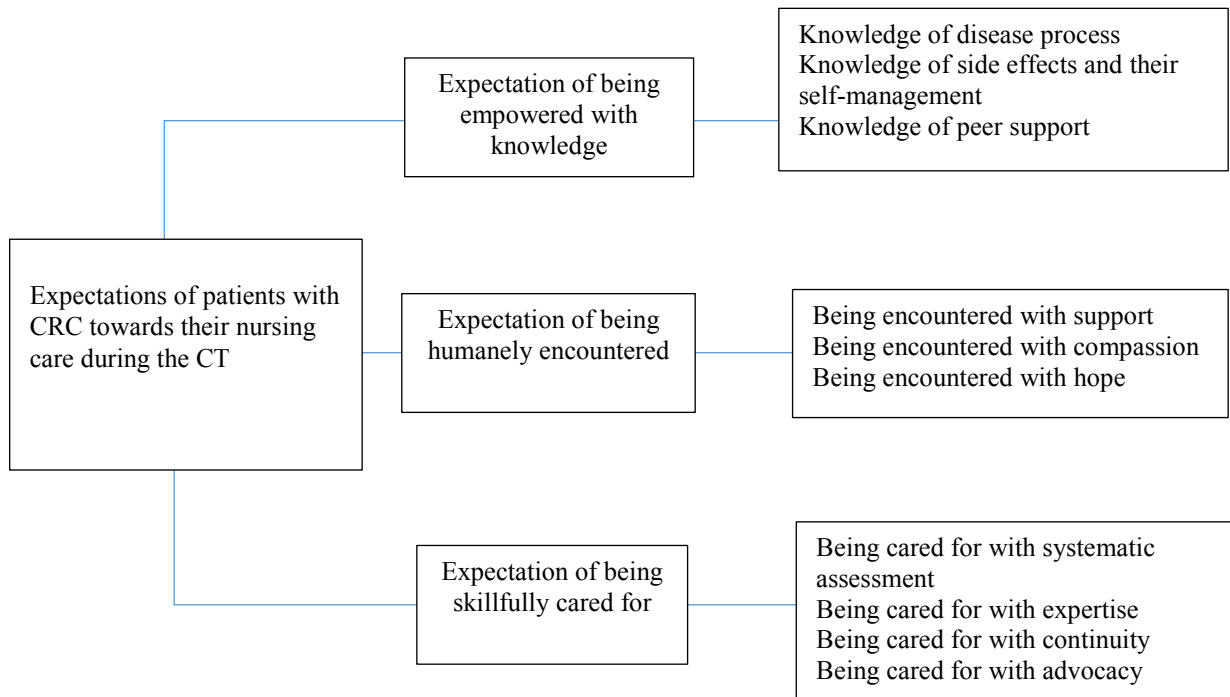 Expectations of patients with
CRC towards their nursing
care during the CT
Expectation of being
empowered with
knowledge
Knowledge of disease process
Knowledge of side effects and their
self-management
Knowledge of peer support
Expectation of being
humanely encountered
Being encountered with support
Being encountered with compassion
Being encountered with hope
Expectation of being
skillfully cared for
Being cared for with systematic
assessment
Being cared for with expertise
Being cared for with continuity
Being cared for with advocacy